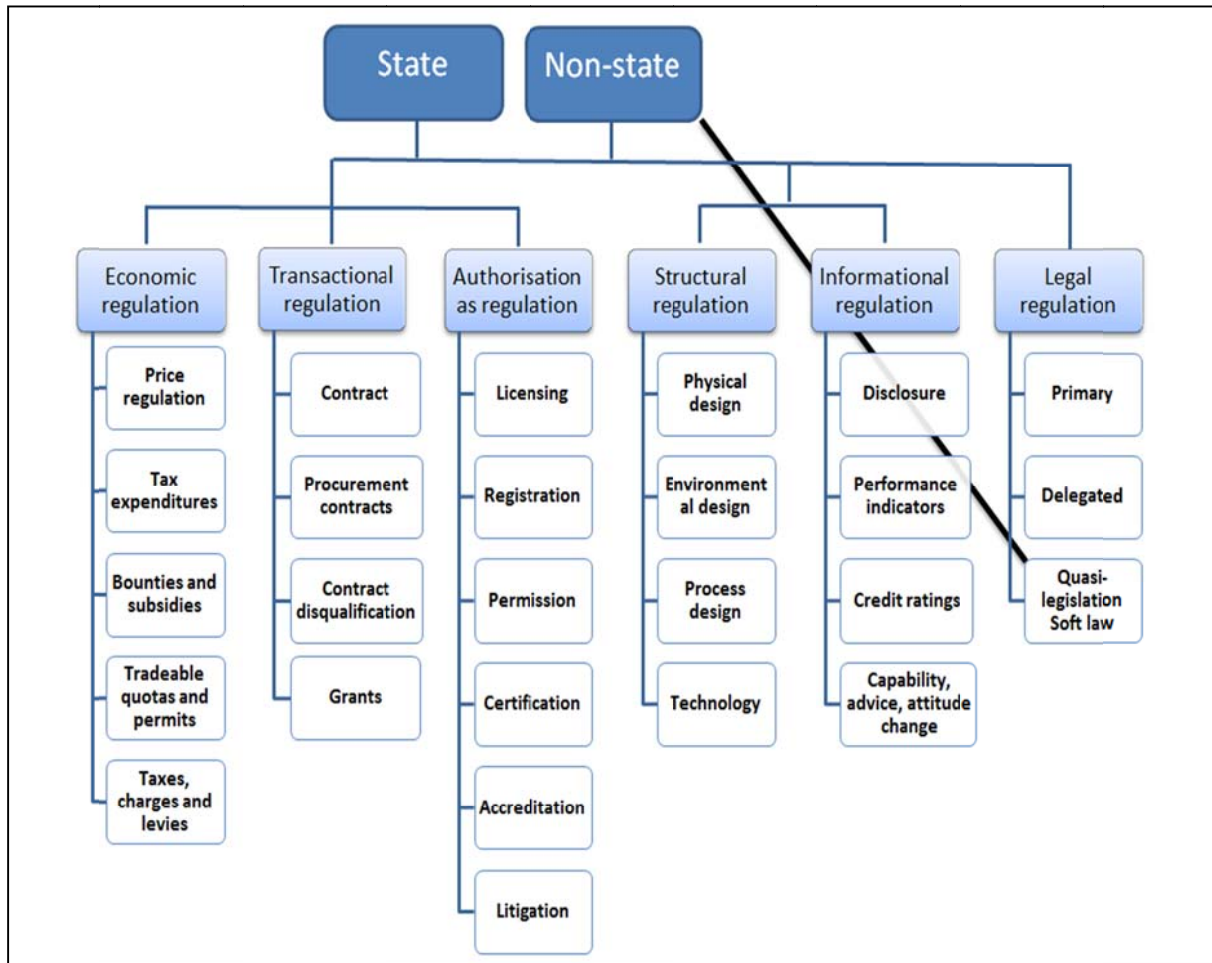 State
Non-state
Economic
regulation
Transactional
regulation
Authorisation
as regulation
Structural
regulation
Informational
regulation
Legal
regulation
Price
regulation
Tax
expenditures
Bounties and
subsidies
Tradeable
quotas and
permits
Taxes,
charges and
levies
Contract
Procurement
contracts
Contract
disqualification
Grants
Licensing
Registration
Permission
Certification
Accreditation
Litigation
Physical
design
Environment
al design
Process
design
Technology
Disclosure
Performance
indicators
Credit ratings
Capability,
advice, attitude
change
Primary
Delegated
Quasi-
legislation
Soft law